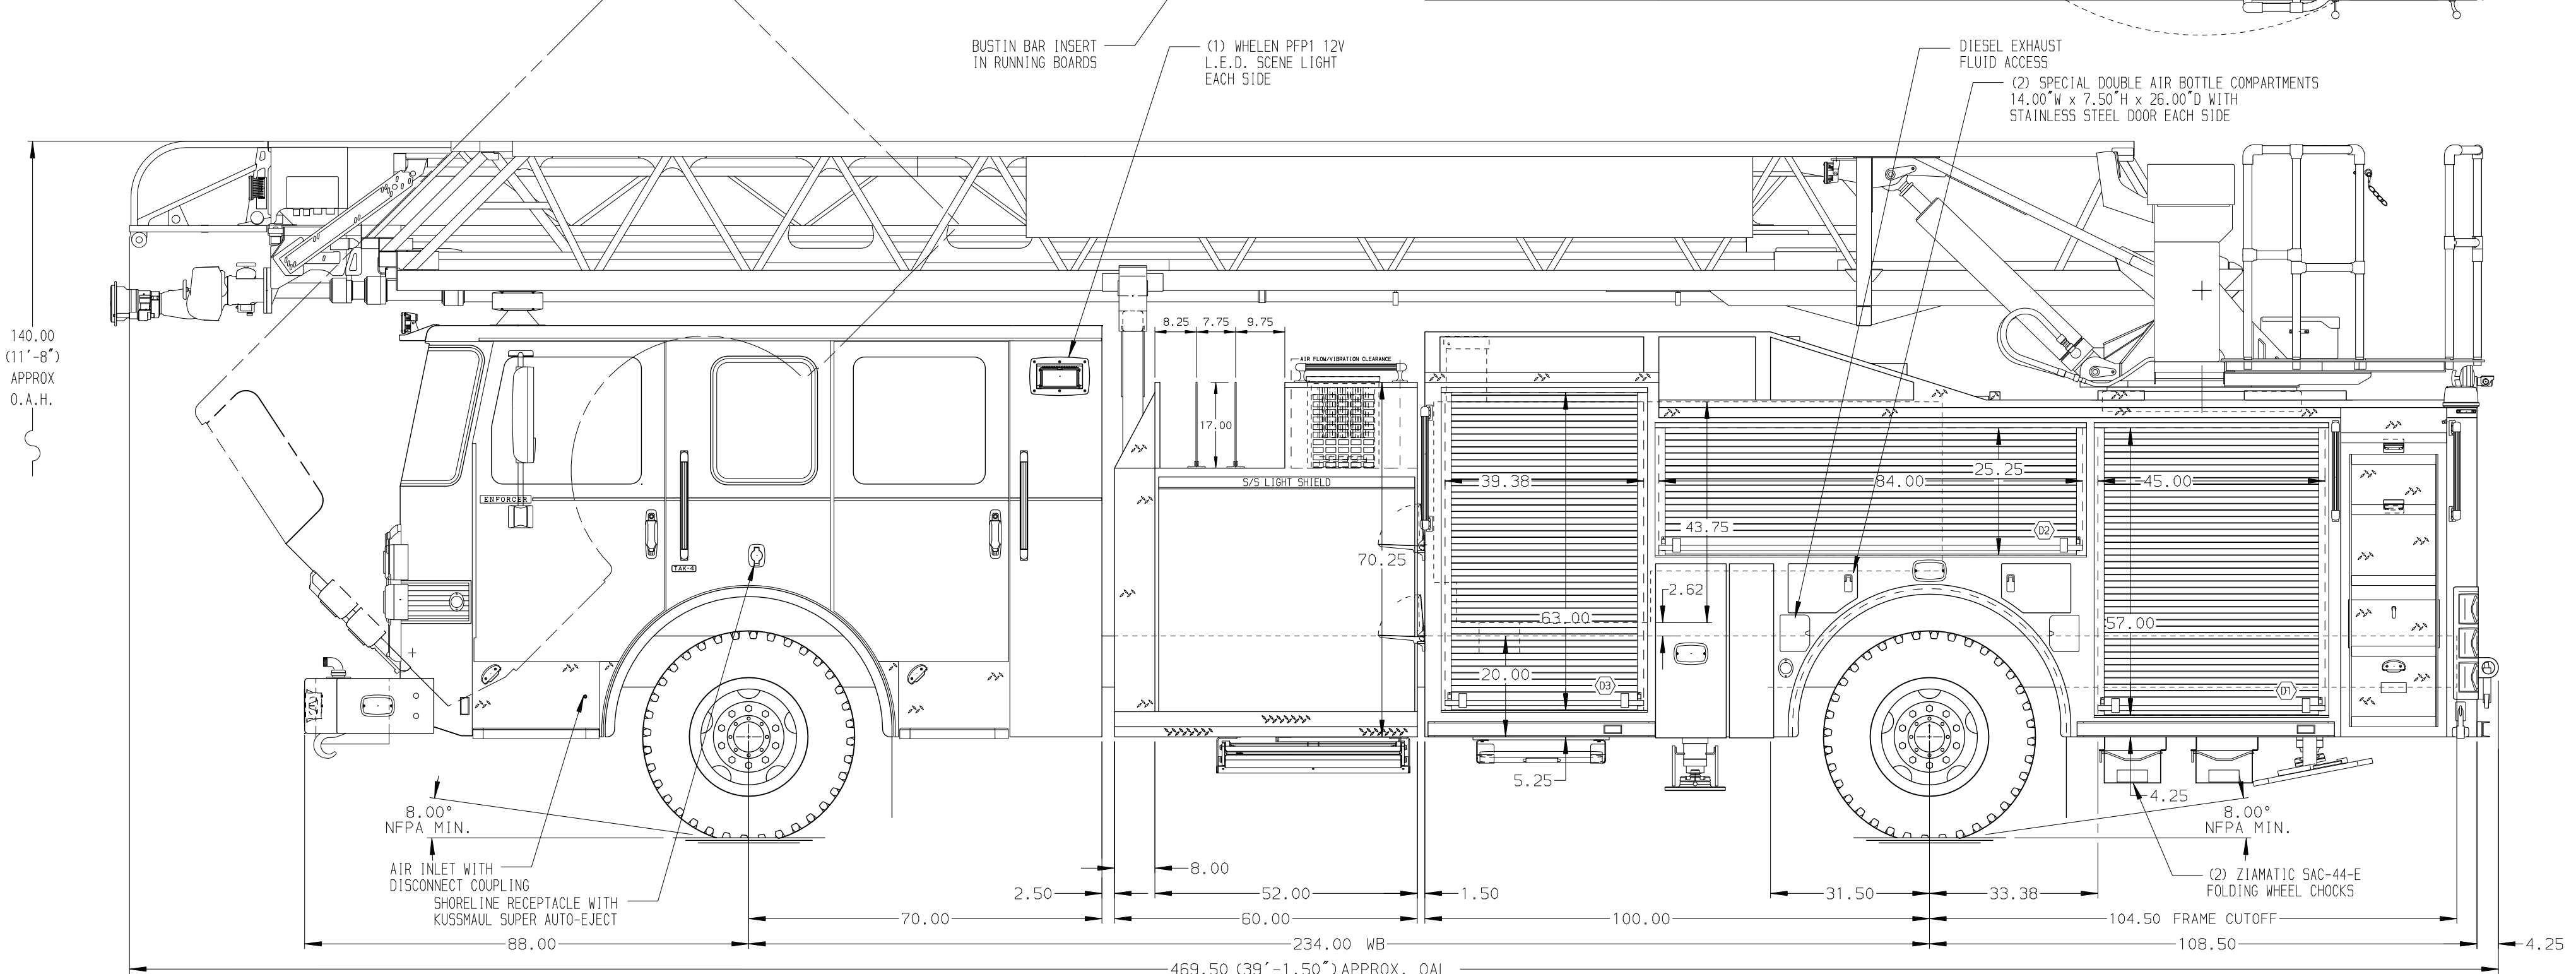 BUSTIN BAR INSERT
IN RUNNING BOARDS
(1) WHELEN PFP1 12V
L.E.D. SCENE LIGHT
EACH SIDE
DIESEL EXHAUST
FLUID ACCESS
(2) SPECIAL DOUBLE AIR BOTTLE COMPARTMENTS
14.00"W x 7.50"H x 26.00"D WITH
STAINLESS STEEL DOOR EACH SIDE
140.00
(11'-8")
APPROX
O.A.H.
8.25
7.75
9.75
AIR FLOW/VIBRATION CLEARANCE
17.00
S/S LIGHT SHIELD
ENFORCER
TAK-4
39.38
84.00
25.25
45.00
43.75
D2
70.25
2.62
63.00
57.00
20.00
D3
D1
5.25
4.25
8.00°
NFPA MIN.
8.00°
NFPA MIN.
AIR INLET WITH
DISCONNECT COUPLING
SHORELINE RECEPTACLE WITH
KUSSMAUL SUPER AUTO-EJECT
(2) ZIAMATIC SAC-44-E
FOLDING WHEEL CHOCKS
8.00
2.50
52.00
1.50
31.50
33.38
70.00
60.00
100.00
104.50 FRAME CUTOFF
88.00
234.00 WB
108.50
4.25
469.50 (39'-1.50") APPROX. OAL